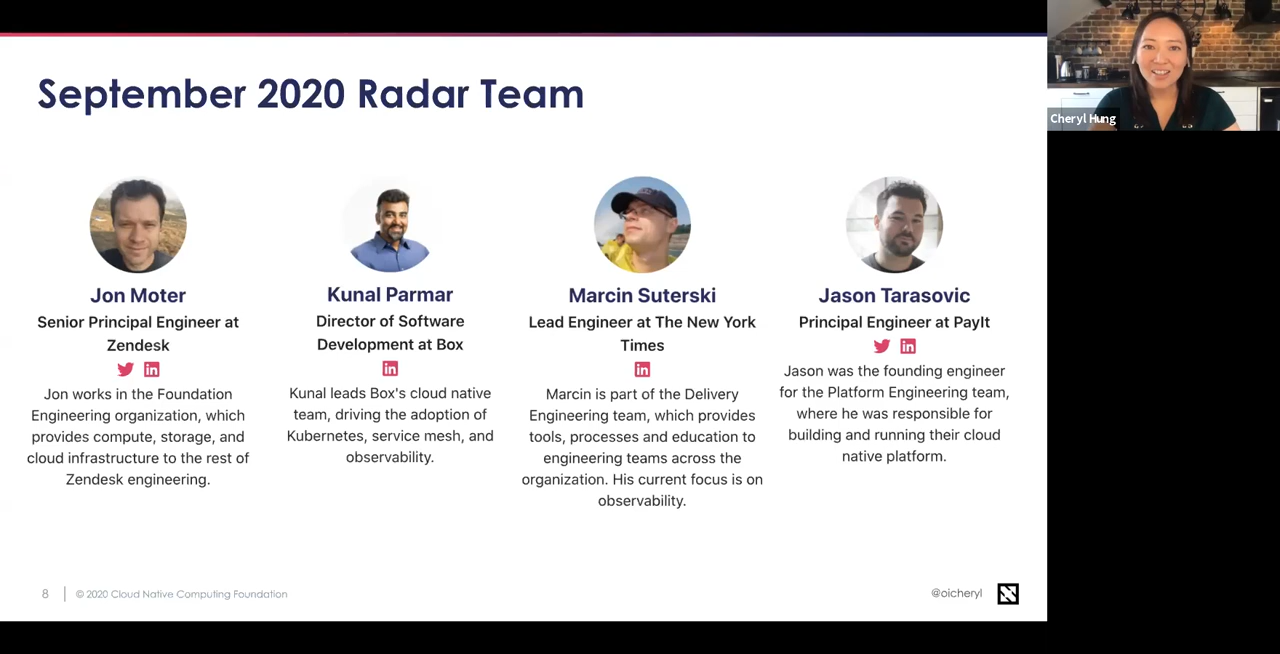 September 2020 Radar Team
Cheryl Hung
Jon Moter
Senior Principal Engineer at
Zendesk
Jon works in the Foundation
Engineering organization, which
provides compute, storage, and
cloud infrastructure to the rest of
Zendesk engineering.
Kunal Parmar
Director of Software
Development at Box
Kunal leads Box's cloud native
team, driving the adoption of
Kubernetes, service mesh, and
observability.
Marcin Suterski
Lead Engineer at The New York
Times
Marcin is part of the Delivery
Engineering team, which provides
tools, processes and education to
engineering teams across the
organization. His current focus is on
observability.
Jason Tarasovic
Principal Engineer at PayIt
Jason was the founding engineer
for the Platform Engineering team,
where he was responsible for
building and running their cloud
native platform.
8
© 2020 Cloud Native Computing Foundation
@oicheryl